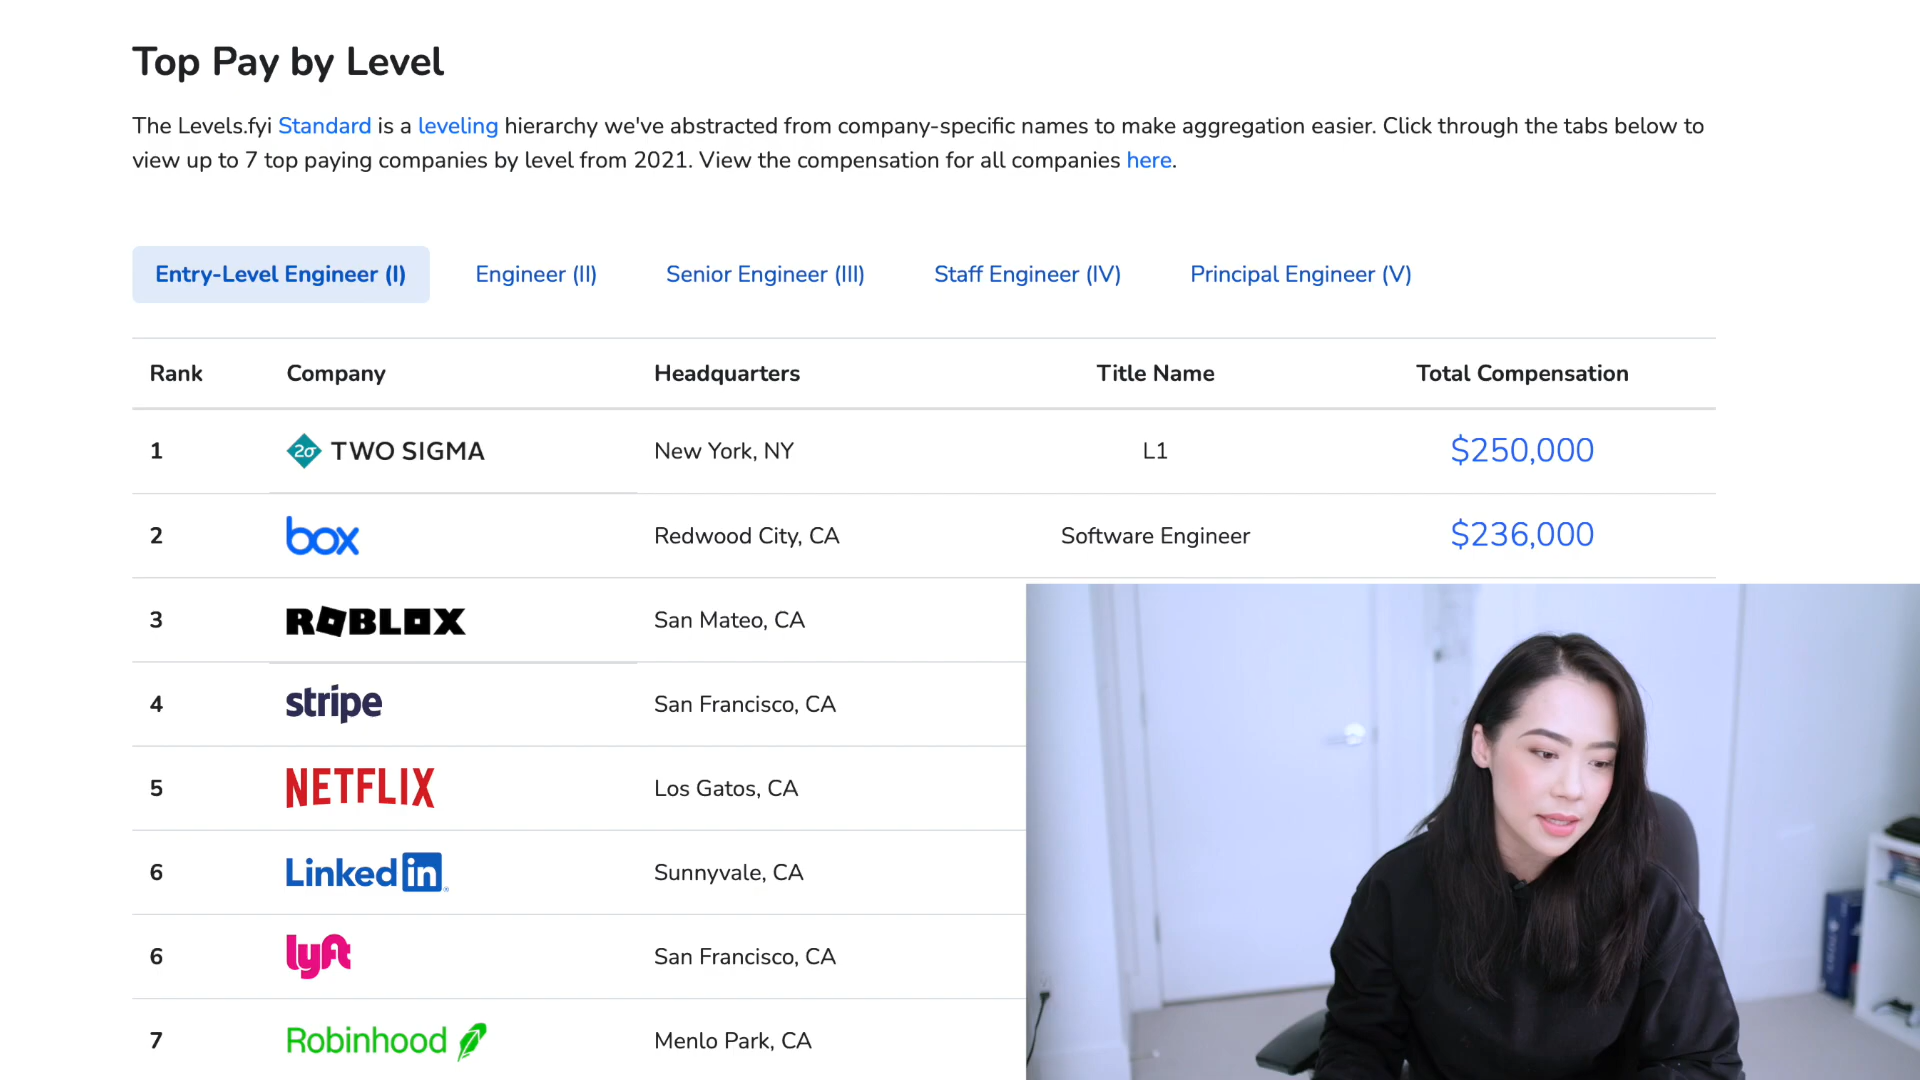 Top Pay by Level
The Levels.fyi Standard is a leveling hierarchy we've abstracted from company-specific names to make aggregation easier. Click through the tabs below to
view up to 7 top paying companies by level from 2021. View the compensation for all companies here.
Entry-Level Engineer (I) Engineer (II) Senior Engineer (III) Staff Engineer (IV) Principal Engineer (V)
Rank Company Headquarters Title Name Total Compensation
1 2σ TWO SIGMA New York, NY L1 $250,000
2 box Redwood City, CA Software Engineer $236,000
3 ROBLOX San Mateo, CA
4 stripe San Francisco, CA
5 NETFLIX Los Gatos, CA
6 Linkedin Sunnyvale, CA
6 lyft San Francisco, CA
7 Robinhood Menlo Park, CA